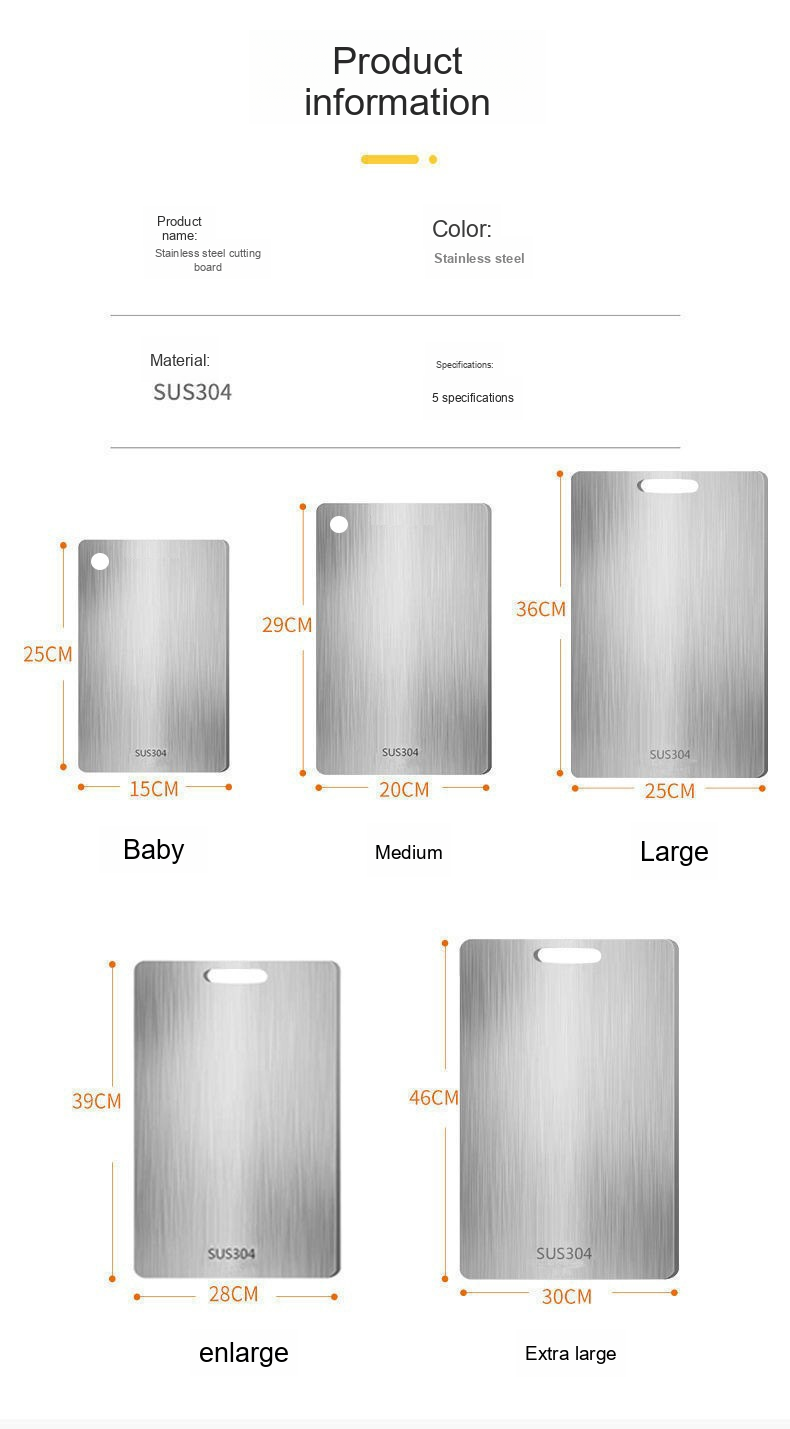 Product
information
Product
name:
Stainless steel cutting
board
Color:
Stainless steel
Material:
SUS304
Specifications:
5 specifications
25CM
SUS304
15CM
Baby
29CM
SUS304
20CM
Medium
36CM
SUS304
25CM
Large
39CM
SUS304
28CM
enlarge
46CM
SUS304
30CM
Extra large